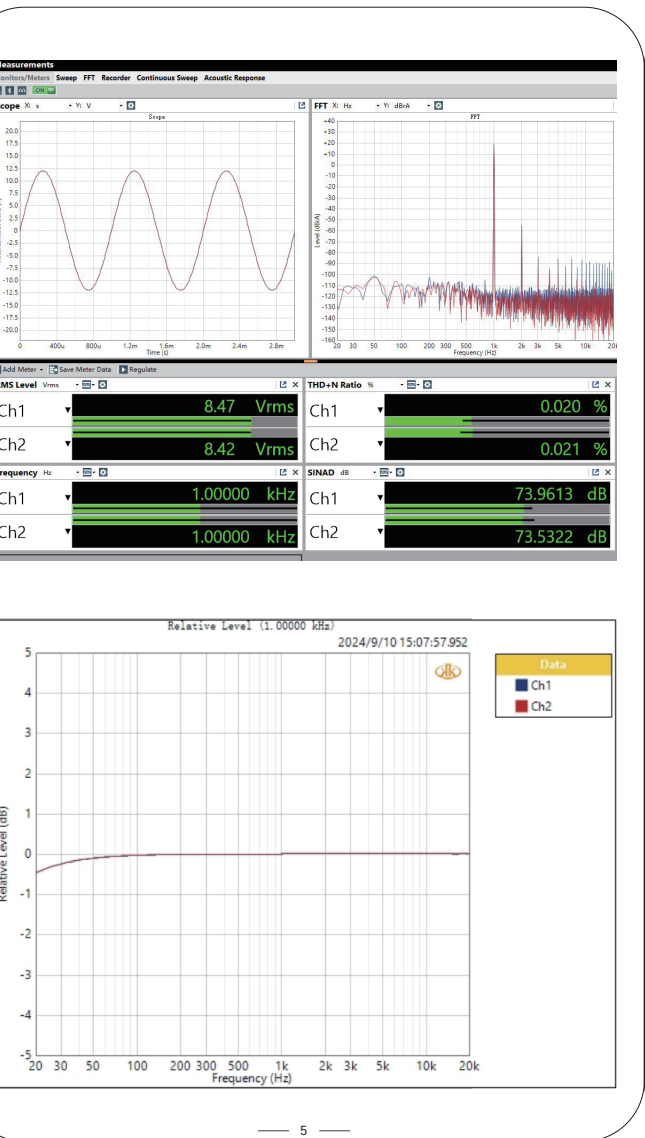 Measurements
Monitors/Meters Sweep FFT Recorder Continuous Sweep Acoustic Response
ON
Scope X: s Y: V
Scope
20.0
17.5
15.0
12.5
10.0
7.5
5.0
2.5
0
-2.5
-5.0
-7.5
-10.0
-12.5
-15.0
-17.5
-20.0
0 400u 800u 1.2m 1.6m 2.0m 2.4m 2.8m
Time (s)
FFT X: Hz Y: dBrA
FFT
Level (dBrA)
+40
+30
+20
+10
0
-10
-20
-30
-40
-50
-60
-70
-80
-90
-100
-110
-120
-130
-140
-150
-160
20 30 50 100 200 300 500 1k 2k 3k 5k 10k 20k
Frequency (Hz)
Add Meter Save Meter Data Regulate
RMS Level Vrms
Ch1 8.47 Vrms
Ch2 8.42 Vrms
THD+N Ratio %
Ch1 0.020 %
Ch2 0.021 %
Frequency Hz
Ch1 1.00000 kHz
Ch2 1.00000 kHz
SINAD dB
Ch1 73.9613 dB
Ch2 73.5322 dB
Relative Level (1.00000 kHz)
2024/9/10 15:07:57.952
Data
Ch1
Ch2
Relative Level (dB)
5
4
3
2
1
0
-1
-2
-3
-4
-5
20 30 50 100 200 300 500 1k 2k 3k 5k 10k 20k
Frequency (Hz)
5